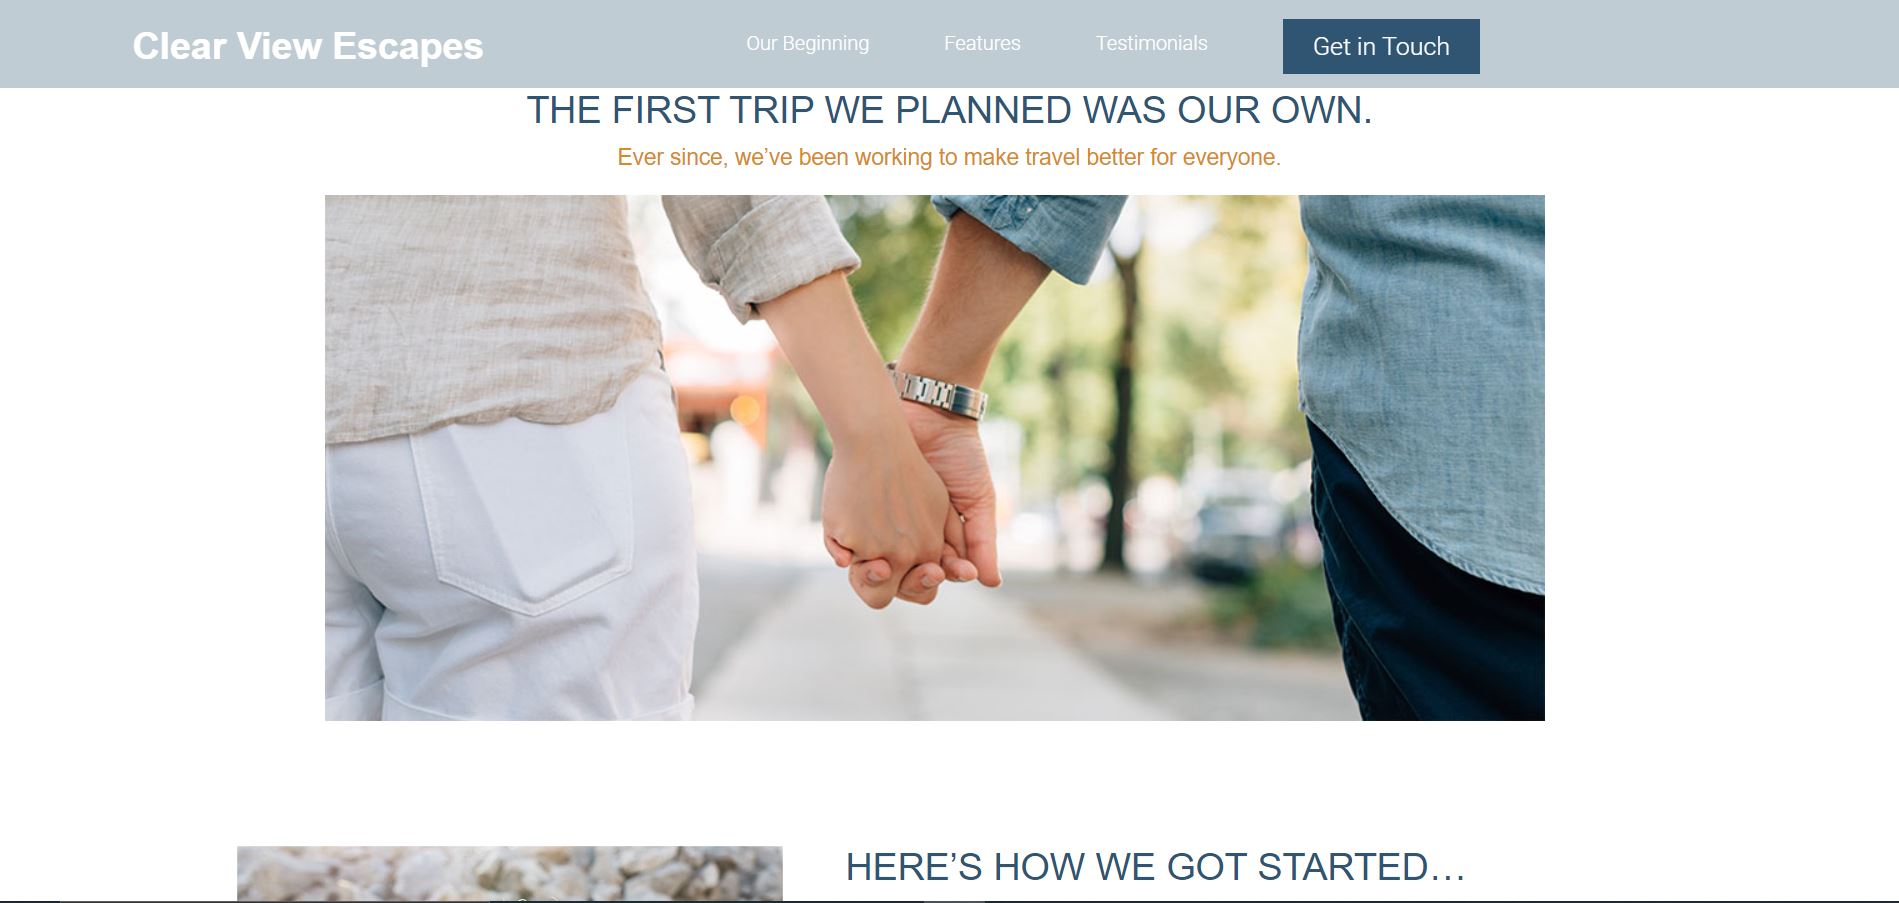 Clear View Escapes
Our Beginning
Features
Testimonials
Get in Touch
THE FIRST TRIP WE PLANNED WAS OUR OWN.
Ever since, we’ve been working to make travel better for everyone.
HERE’S HOW WE GOT STARTED…